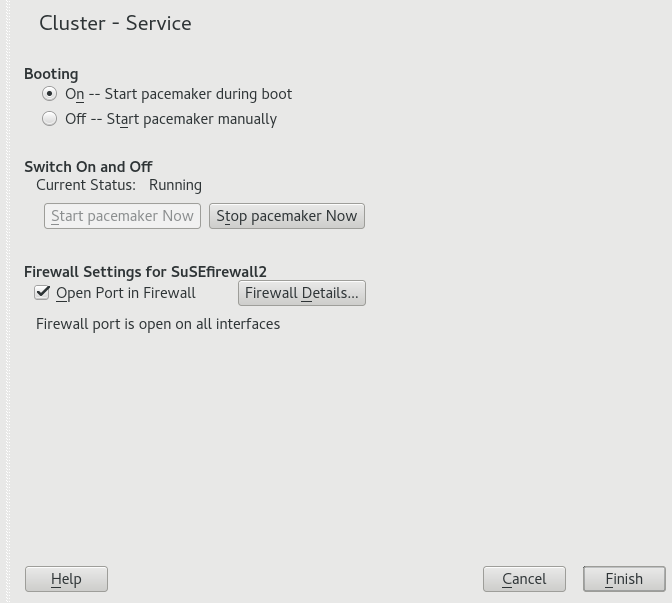 Cluster - Service
Booting
On -- Start pacemaker during boot
Off -- Start pacemaker manually
Switch On and Off
Current Status: Running
Start pacemaker Now Stop pacemaker Now
Firewall Settings for SuSEfirewall2
Open Port in Firewall Firewall Details...
Firewall port is open on all interfaces
Help Cancel Finish